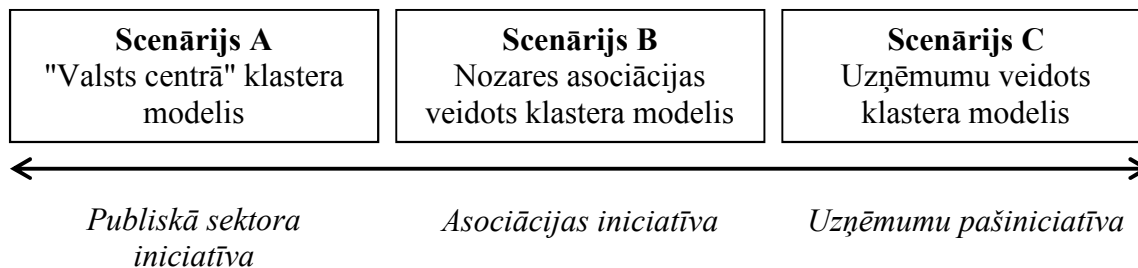 Scenārijs A
"Valsts centrā" klastera
modelis
Scenārijs B
Nozares asociācijas
veidots klastera modelis
Scenārijs C
Uzņēmumu veidots
klastera modelis
Publiskā sektora
iniciatīva
Asociācijas iniciatīva
Uzņēmumu pašiniciatīva